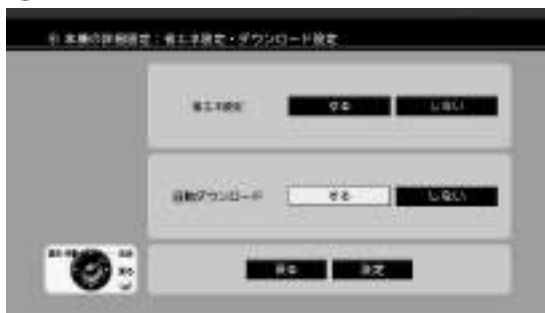 本機の詳細設定：省エネ設定・ダウンロード設定
省エネ設定 する しない
自動ダウンロード する しない
戻る 決定